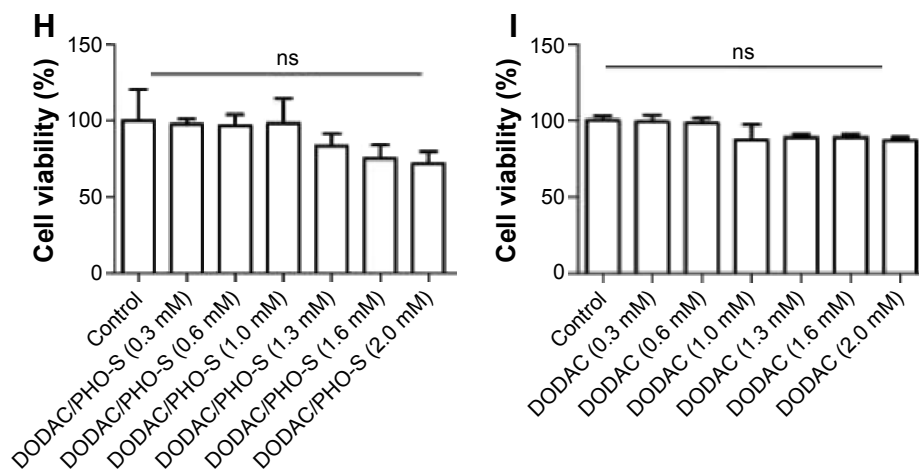 H
Cell viability (%)
150
100
50
0
ns
Control
DODAC/PHO-S (0.3 mM)
DODAC/PHO-S (0.6 mM)
DODAC/PHO-S (1.0 mM)
DODAC/PHO-S (1.3 mM)
DODAC/PHO-S (1.6 mM)
DODAC/PHO-S (2.0 mM)
I
Cell viability (%)
150
100
50
0
ns
Control
DODAC (0.3 mM)
DODAC (0.6 mM)
DODAC (1.0 mM)
DODAC (1.3 mM)
DODAC (1.6 mM)
DODAC (2.0 mM)